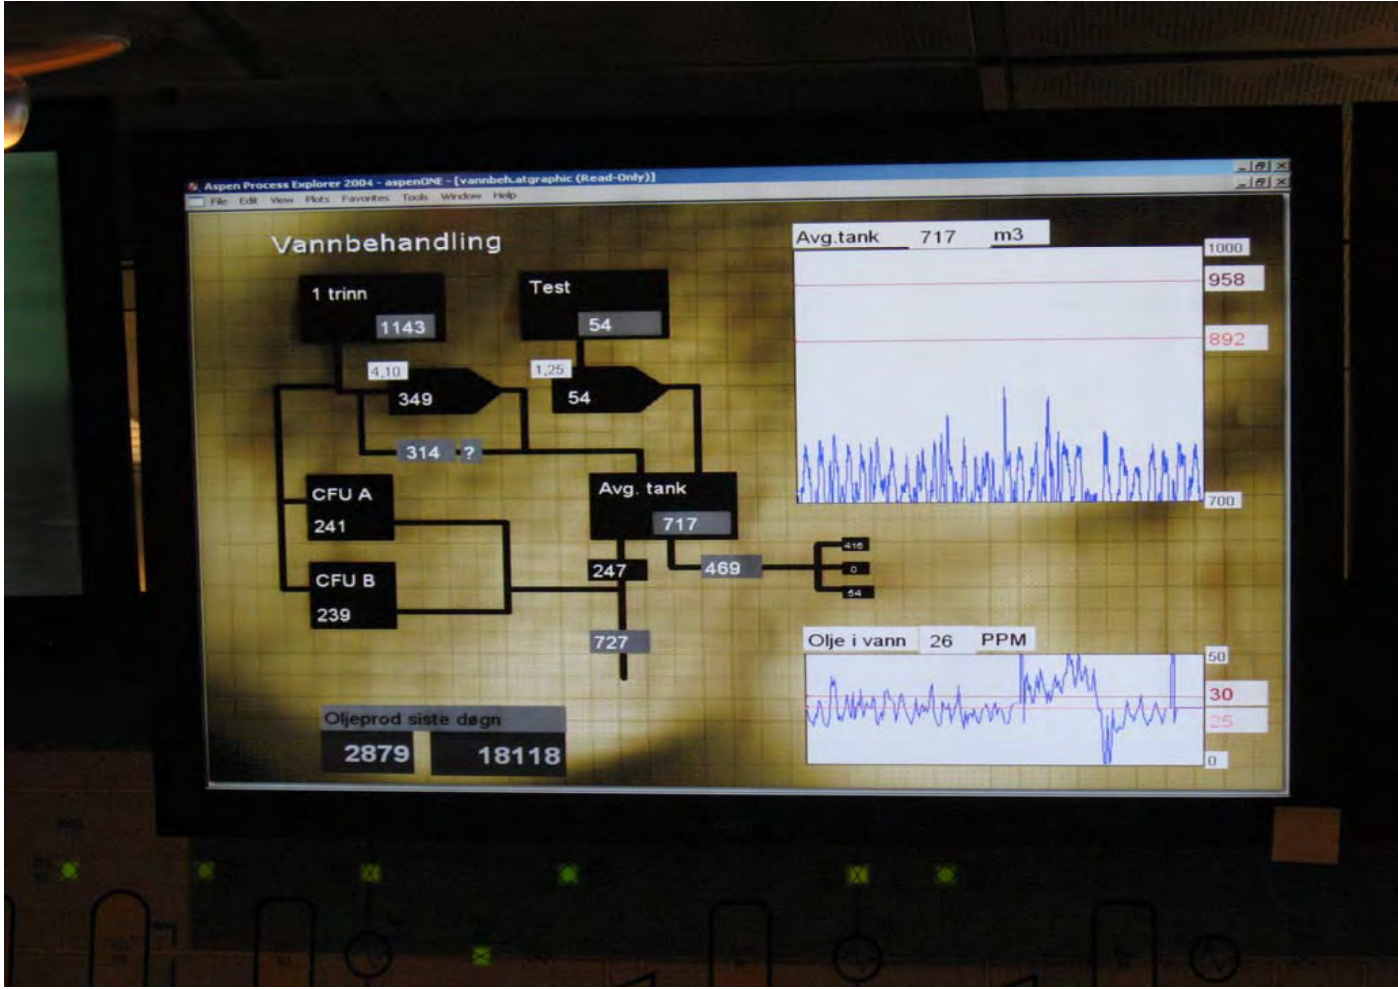 Aspen Process Explorer 2004 - aspenONE - [vannbeh.atgraphic (Read-Only)]
File Edit View Plots Favorites Tools Window Help
Vannbehandling
1 trinn
1143
Test
54
4,10
349
1,25
54
314 ?
CFU A
241
CFU B
239
Avg. tank
717
247
469
416
0
54
727
Oljeprod siste døgn
2879 18118
Avg.tank 717 m3
1000
958
892
700
Olje i vann 26 PPM
50
30
25
0